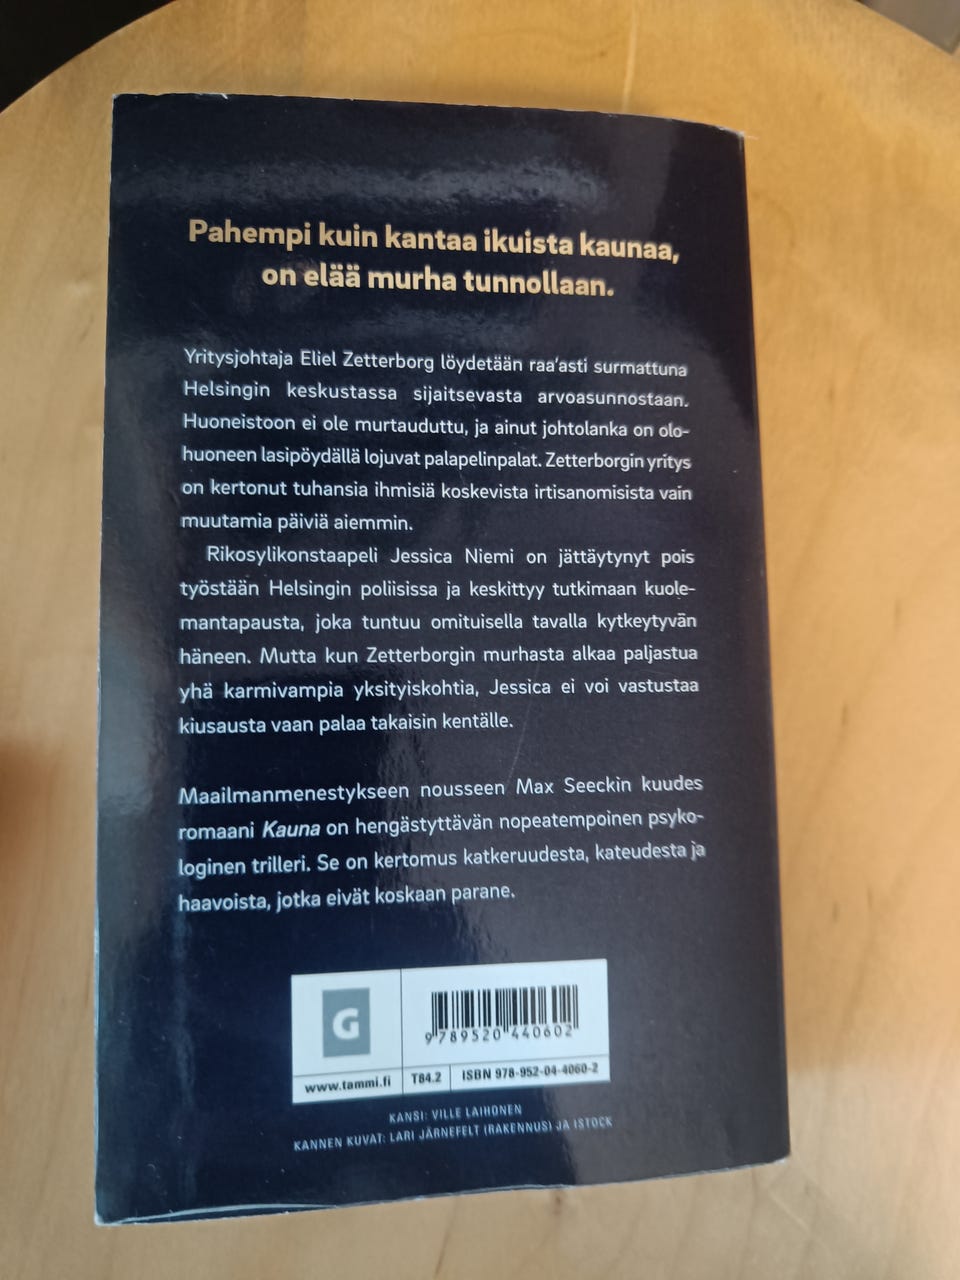 Pahempi kuin kantaa ikuista kaunaa,
on elää murha tunnollaan.
Yritysjohtaja Eliel Zetterborg löydetään raa'asti surmattuna
Helsingin keskustassa sijaitsevasta arvoasunnostaan.
Huoneistoon ei ole murtauduttu, ja ainut johtolanka on olo-
huoneen lasipöydällä lojuvat palapelinpalat. Zetterborgin yritys
on kertonut tuhansia ihmisiä koskevista irtisanomisista vain
muutamia päiviä aiemmin.
Rikosylikonstaapeli Jessica Niemi on jättäytynyt pois
työstään Helsingin poliisissa ja keskittyy tutkimaan kuole-
mantapausta, joka tuntuu omituisella tavalla kytkeytyvän
häneen. Mutta kun Zetterborgin murhasta alkaa paljastua
yhä karmivampia yksityiskohtia, Jessica ei voi vastustaa
kiusausta vaan palaa takaisin kentälle.
Maailmanmenestykseen nousseen Max Seeckin kuudes
romaani Kauna on hengästyttävän nopeatempoinen psyko-
loginen trilleri. Se on kertomus katkeruudesta, kateudesta ja
haavoista, jotka eivät koskaan parane.
G
9 789520 440602
www.tammi.fi
T84.2
ISBN 978-952-04-4060-2
KANSI: VILLE LAIHONEN
KANNEN KUVAT: LARI JÄRNEFELT (RAKENNUS) JA ISTOCK